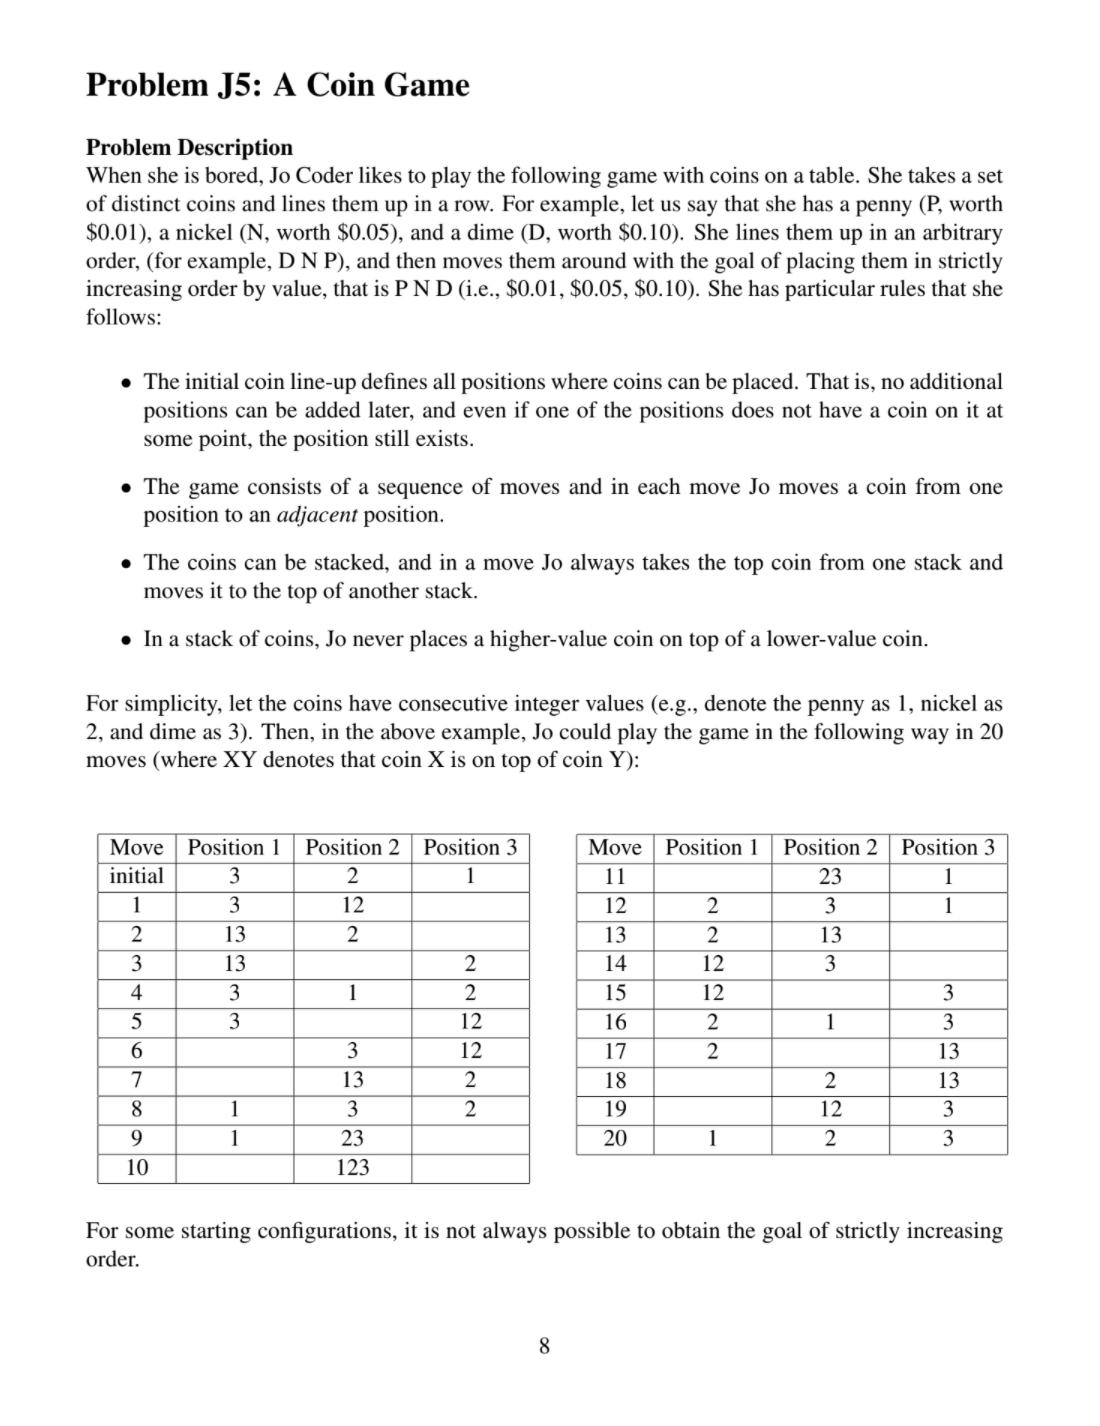 Problem J5: A Coin Game
Problem Description
When she is bored, Jo Coder likes to play the following game with coins on a table. She takes a set
of distinct coins and lines them up in a row. For example, let us say that she has a penny (P, worth
$0.01), a nickel (N, worth $0.05), and a dime (D, worth $0.10). She lines them up in an arbitrary
order, (for example, D N P), and then moves them around with the goal of placing them in strictly
increasing order by value, that is P N D (i.e., $0.01, $0.05, $0.10). She has particular rules that she
follows:
• The initial coin line-up defines all positions where coins can be placed. That is, no additional
positions can be added later, and even if one of the positions does not have a coin on it at
some point, the position still exists.
• The game consists of a sequence of moves and in each move Jo moves a coin from one
position to an adjacent position.
• The coins can be stacked, and in a move Jo always takes the top coin from one stack and
moves it to the top of another stack.
• In a stack of coins, Jo never places a higher-value coin on top of a lower-value coin.
For simplicity, let the coins have consecutive integer values (e.g., denote the penny as 1, nickel as
2, and dime as 3). Then, in the above example, Jo could play the game in the following way in 20
moves (where XY denotes that coin X is on top of coin Y):
Move Position 1 Position 2 Position 3
initial 3 2 1
1 3 12
2 13 2
3 13 2
4 3 1 2
5 3 12
6 3 12
7 13 2
8 1 3 2
9 1 23
10 123
Move Position 1 Position 2 Position 3
11 23 1
12 2 3 1
13 2 13
14 12 3
15 12 3
16 2 1 3
17 2 13
18 2 13
19 12 3
20 1 2 3
For some starting configurations, it is not always possible to obtain the goal of strictly increasing
order.
8